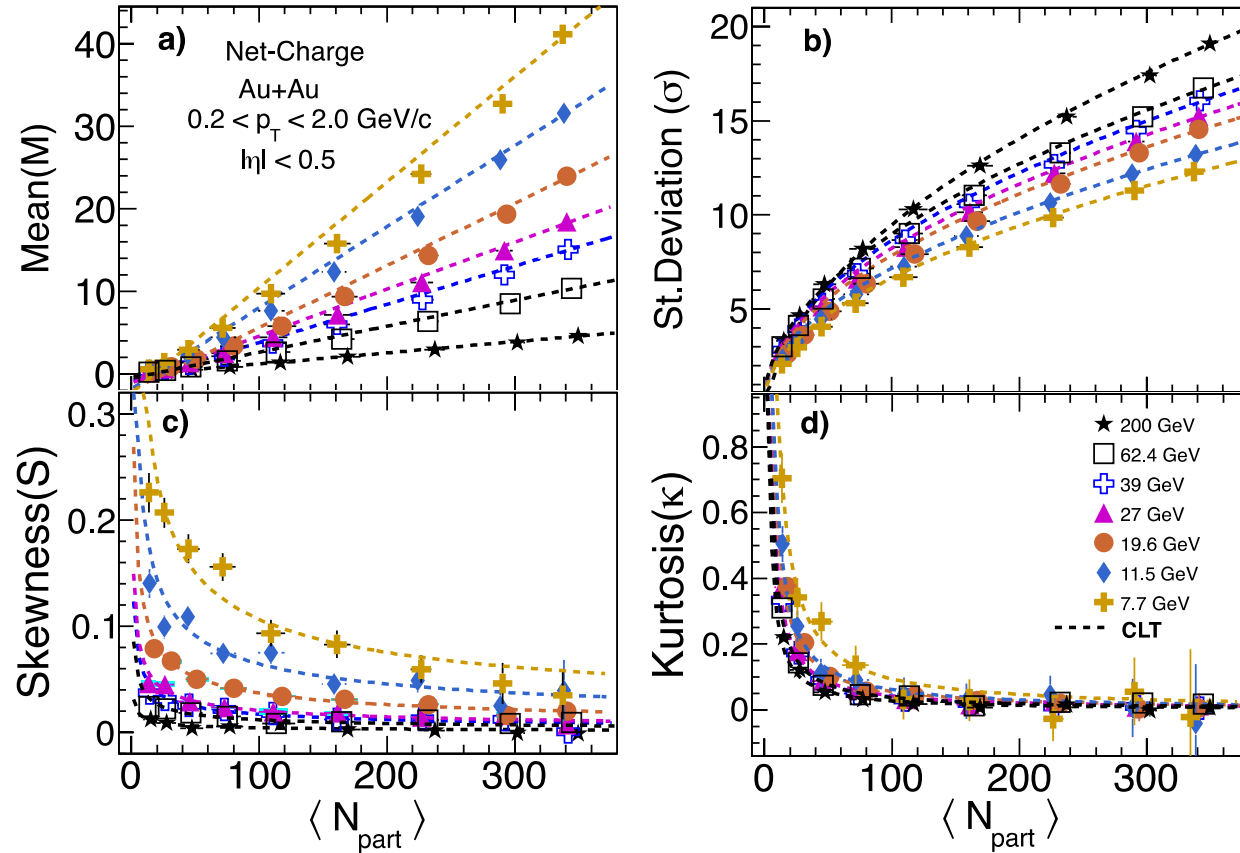 a)
Net-Charge
Au+Au
0.2 < p_T < 2.0 GeV/c
|η| < 0.5
Mean(M)
40
30
20
10
0
b)
St.Deviation (σ)
20
15
10
5
c)
Skewness(S)
0.3
0.2
0.1
0
0 100 200 300
⟨ N_part ⟩
d)
Kurtosis(κ)
0.8
0.6
0.4
0.2
0
200 GeV
62.4 GeV
39 GeV
27 GeV
19.6 GeV
11.5 GeV
7.7 GeV
CLT
0 100 200 300
⟨ N_part ⟩